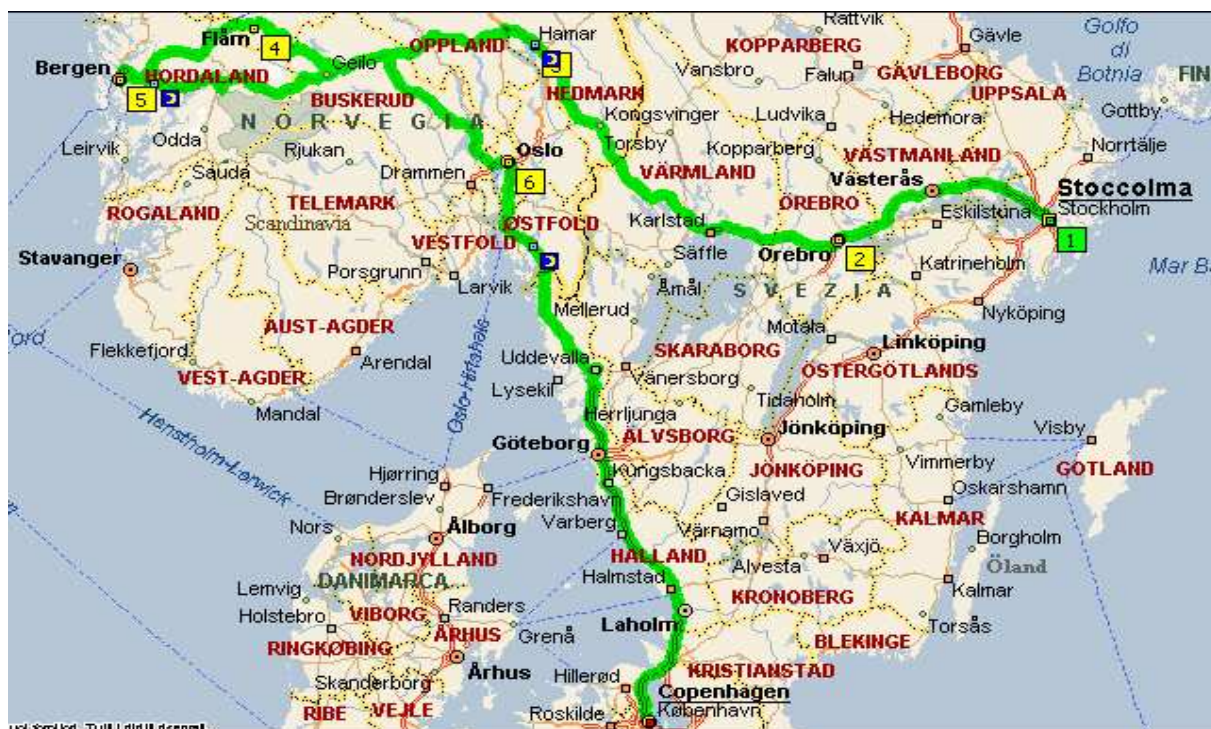 Rättvik
Golfo
di
Botnia
Gävle
Hamar
Flåm
4
OPPLAND
KOPPARBERG
Bergen
Geilo
Vansbro
Falun
GÄVLEBORG
FIN
HORDALAND
HEDMARK
UPPSALA
5
BUSKERUD
Kongsvinger
Ludvika
Hedemora
Gottby
NORVEGIA
Leirvik
Odda
Rjukan
Oslo
Torsby
Kopparberg
VÄSTMANLAND
Norrtälje
Sauda
Drammen
6
VÄRMLAND
Västerås
Stoccolma
ROGALAND
TELEMARK
ÖREBRO
Scandinavia
ØSTFOLD
Karlstad
Eskilstuna
Stockholm
VESTFOLD
1
Stavanger
Säffle
Örebro
2
Porsgrunn
Katrineholm
Larvik
Åmål
SVEZIA
Mar Ba
Mellerud
Nyköping
AUST-AGDER
Motala
Flekkefjord
Arendal
Uddevalla
SKARABORG
Linköping
VEST-AGDER
Vänersborg
ÖSTERGÖTLANDS
Lysekil
Tidaholm
Mandal
Oslo-Hirtshals
Herrljunga
Gamleby
Hanstholm-Lerwick
Göteborg
ÄLVSBORG
Jönköping
Visby
Hjørring
Kungsbacka
JÖNKÖPING
Vimmerby
GOTLAND
Brønderslev
Frederikshavn
Gislaved
Oskarshamn
Nors
Ålborg
Varberg
Värnamo
KALMAR
NORDJYLLAND
HALLAND
Växjö
Borgholm
DANIMARCA
Alvesta
Öland
Lemvig
Halmstad
Holstebro
VIBORG
Randers
KRONOBERG
Kalmar
ÅRHUS
Grenå
Laholm
Torsås
RINGKØBING
BLEKINGE
Århus
Hillerød
KRISTIANSTAD
Skanderborg
Copenhagen
RIBE
VEJLE
Roskilde
København